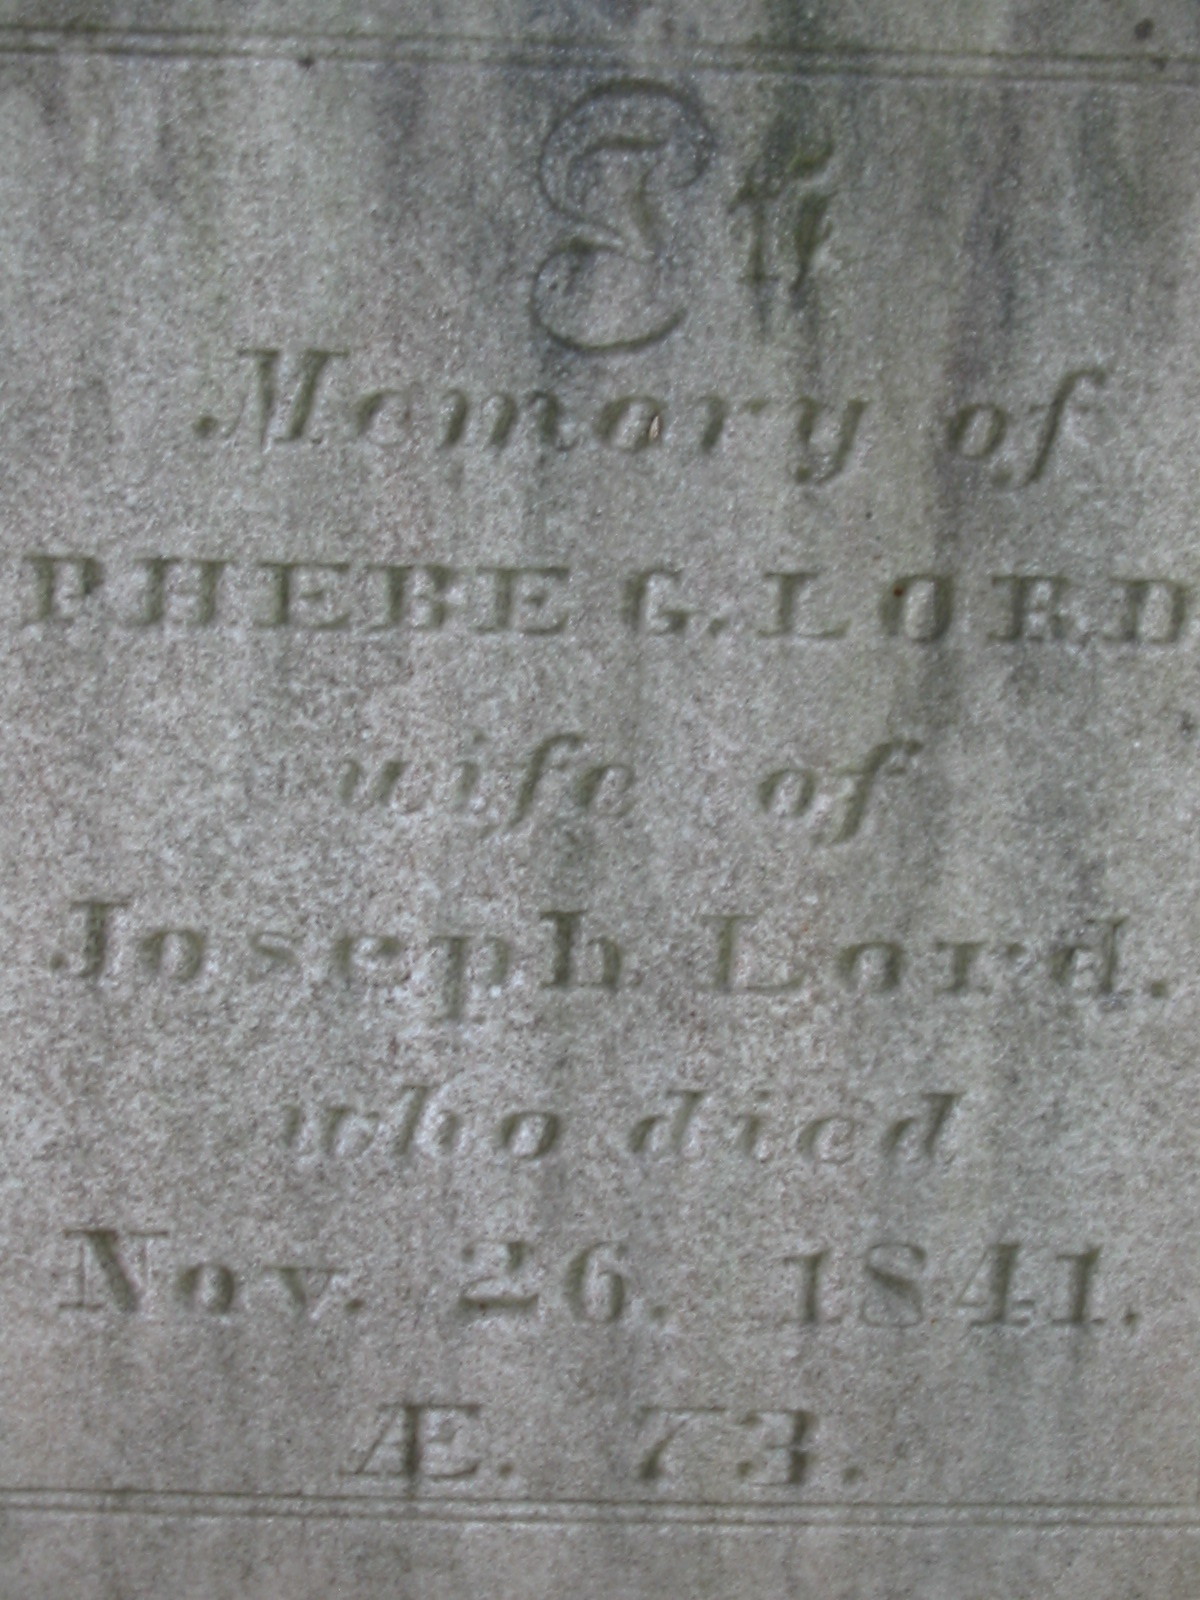 In
Memory of
PHEBE G. LORD
wife of
Joseph Lord.
who died
Nov. 26. 1841.
Æ. 73.